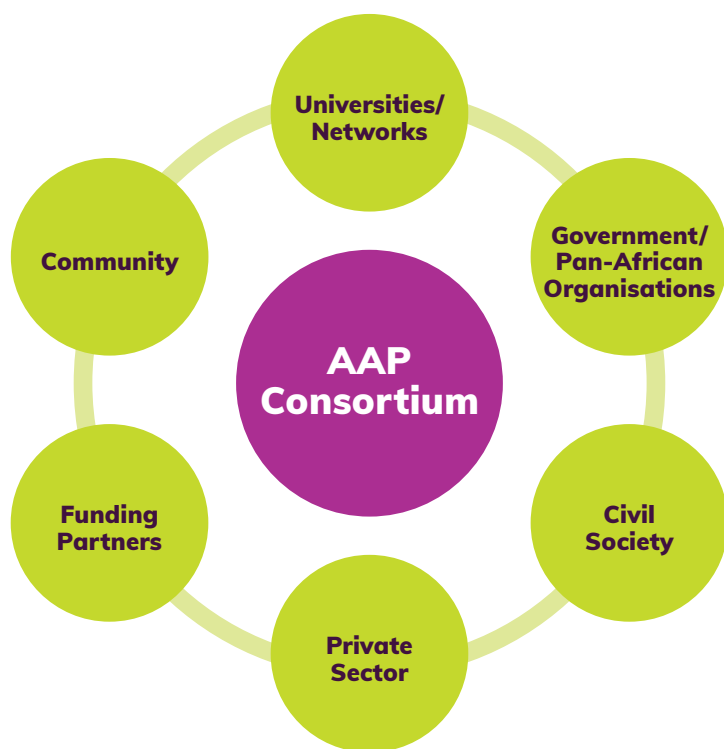 Universities/
Networks
Government/
Pan-African
Organisations
Community
AAP
Consortium
Funding
Partners
Civil
Society
Private
Sector